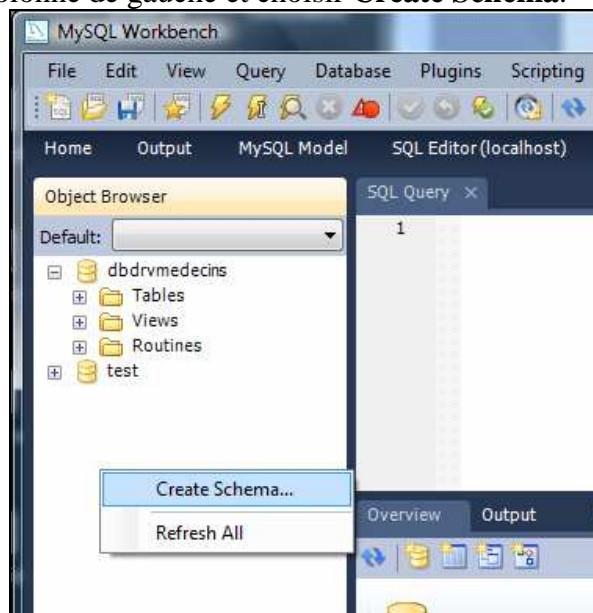 colonne de gauche et choisir Create Schema.
MySQL Workbench
File Edit View Query Database Plugins Scripting
Home Output MySQL Model SQL Editor (localhost)
Object Browser
SQL Query ×
Default:
1
dbdrvmedecins
Tables
Views
Routines
test
Create Schema...
Refresh All
Overview Output